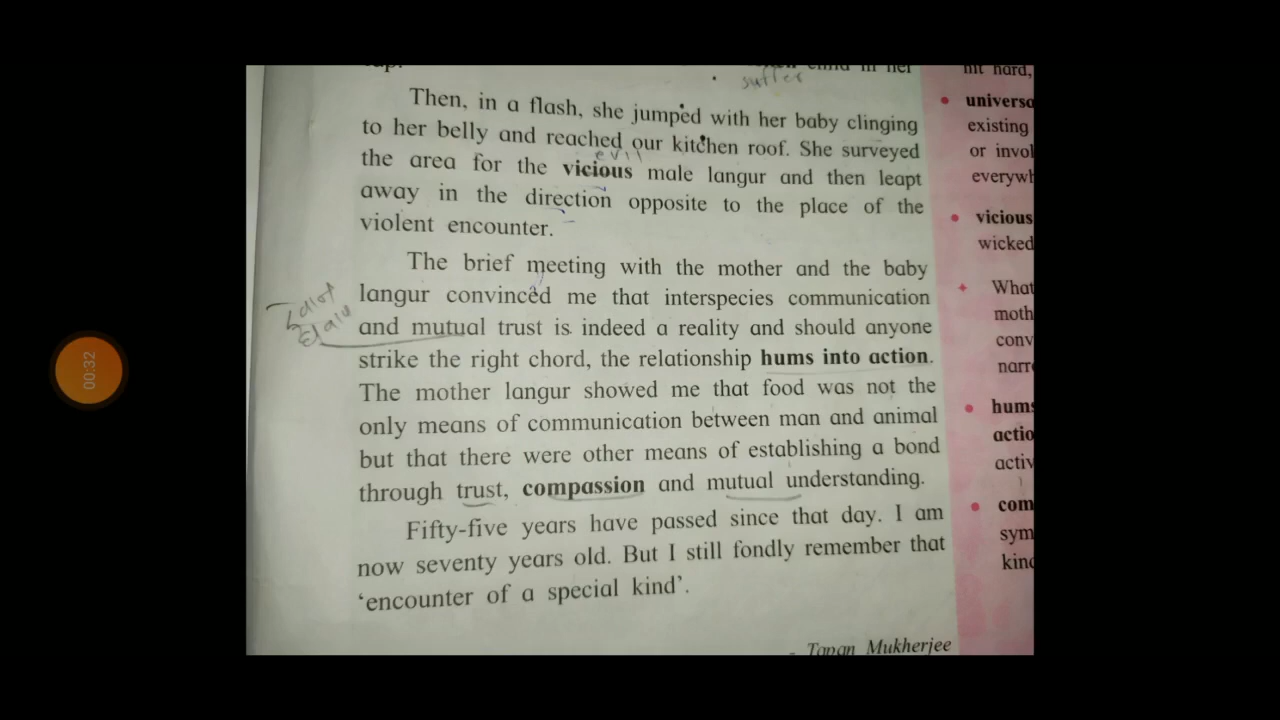 child in her
suffer
hit hard,
Then, in a flash, she jumped with her baby clinging
to her belly and reached our kitchen roof. She surveyed
evil
the area for the vicious male langur and then leapt
away in the direction opposite to the place of the
violent encounter.
The brief meeting with the mother and the baby
langur convinced me that interspecies communication
and mutual trust is indeed a reality and should anyone
strike the right chord, the relationship hums into action.
The mother langur showed me that food was not the
only means of communication between man and animal
but that there were other means of establishing a bond
through trust, compassion and mutual understanding.
Fifty-five years have passed since that day. I am
now seventy years old. But I still fondly remember that
‘encounter of a special kind’.
- Tapan Mukherjee
• universa
existing
or invol
everywh
• vicious
wicked
What
moth
conv
narr
• hums
actio
activ
• com
sym
kind
00:32